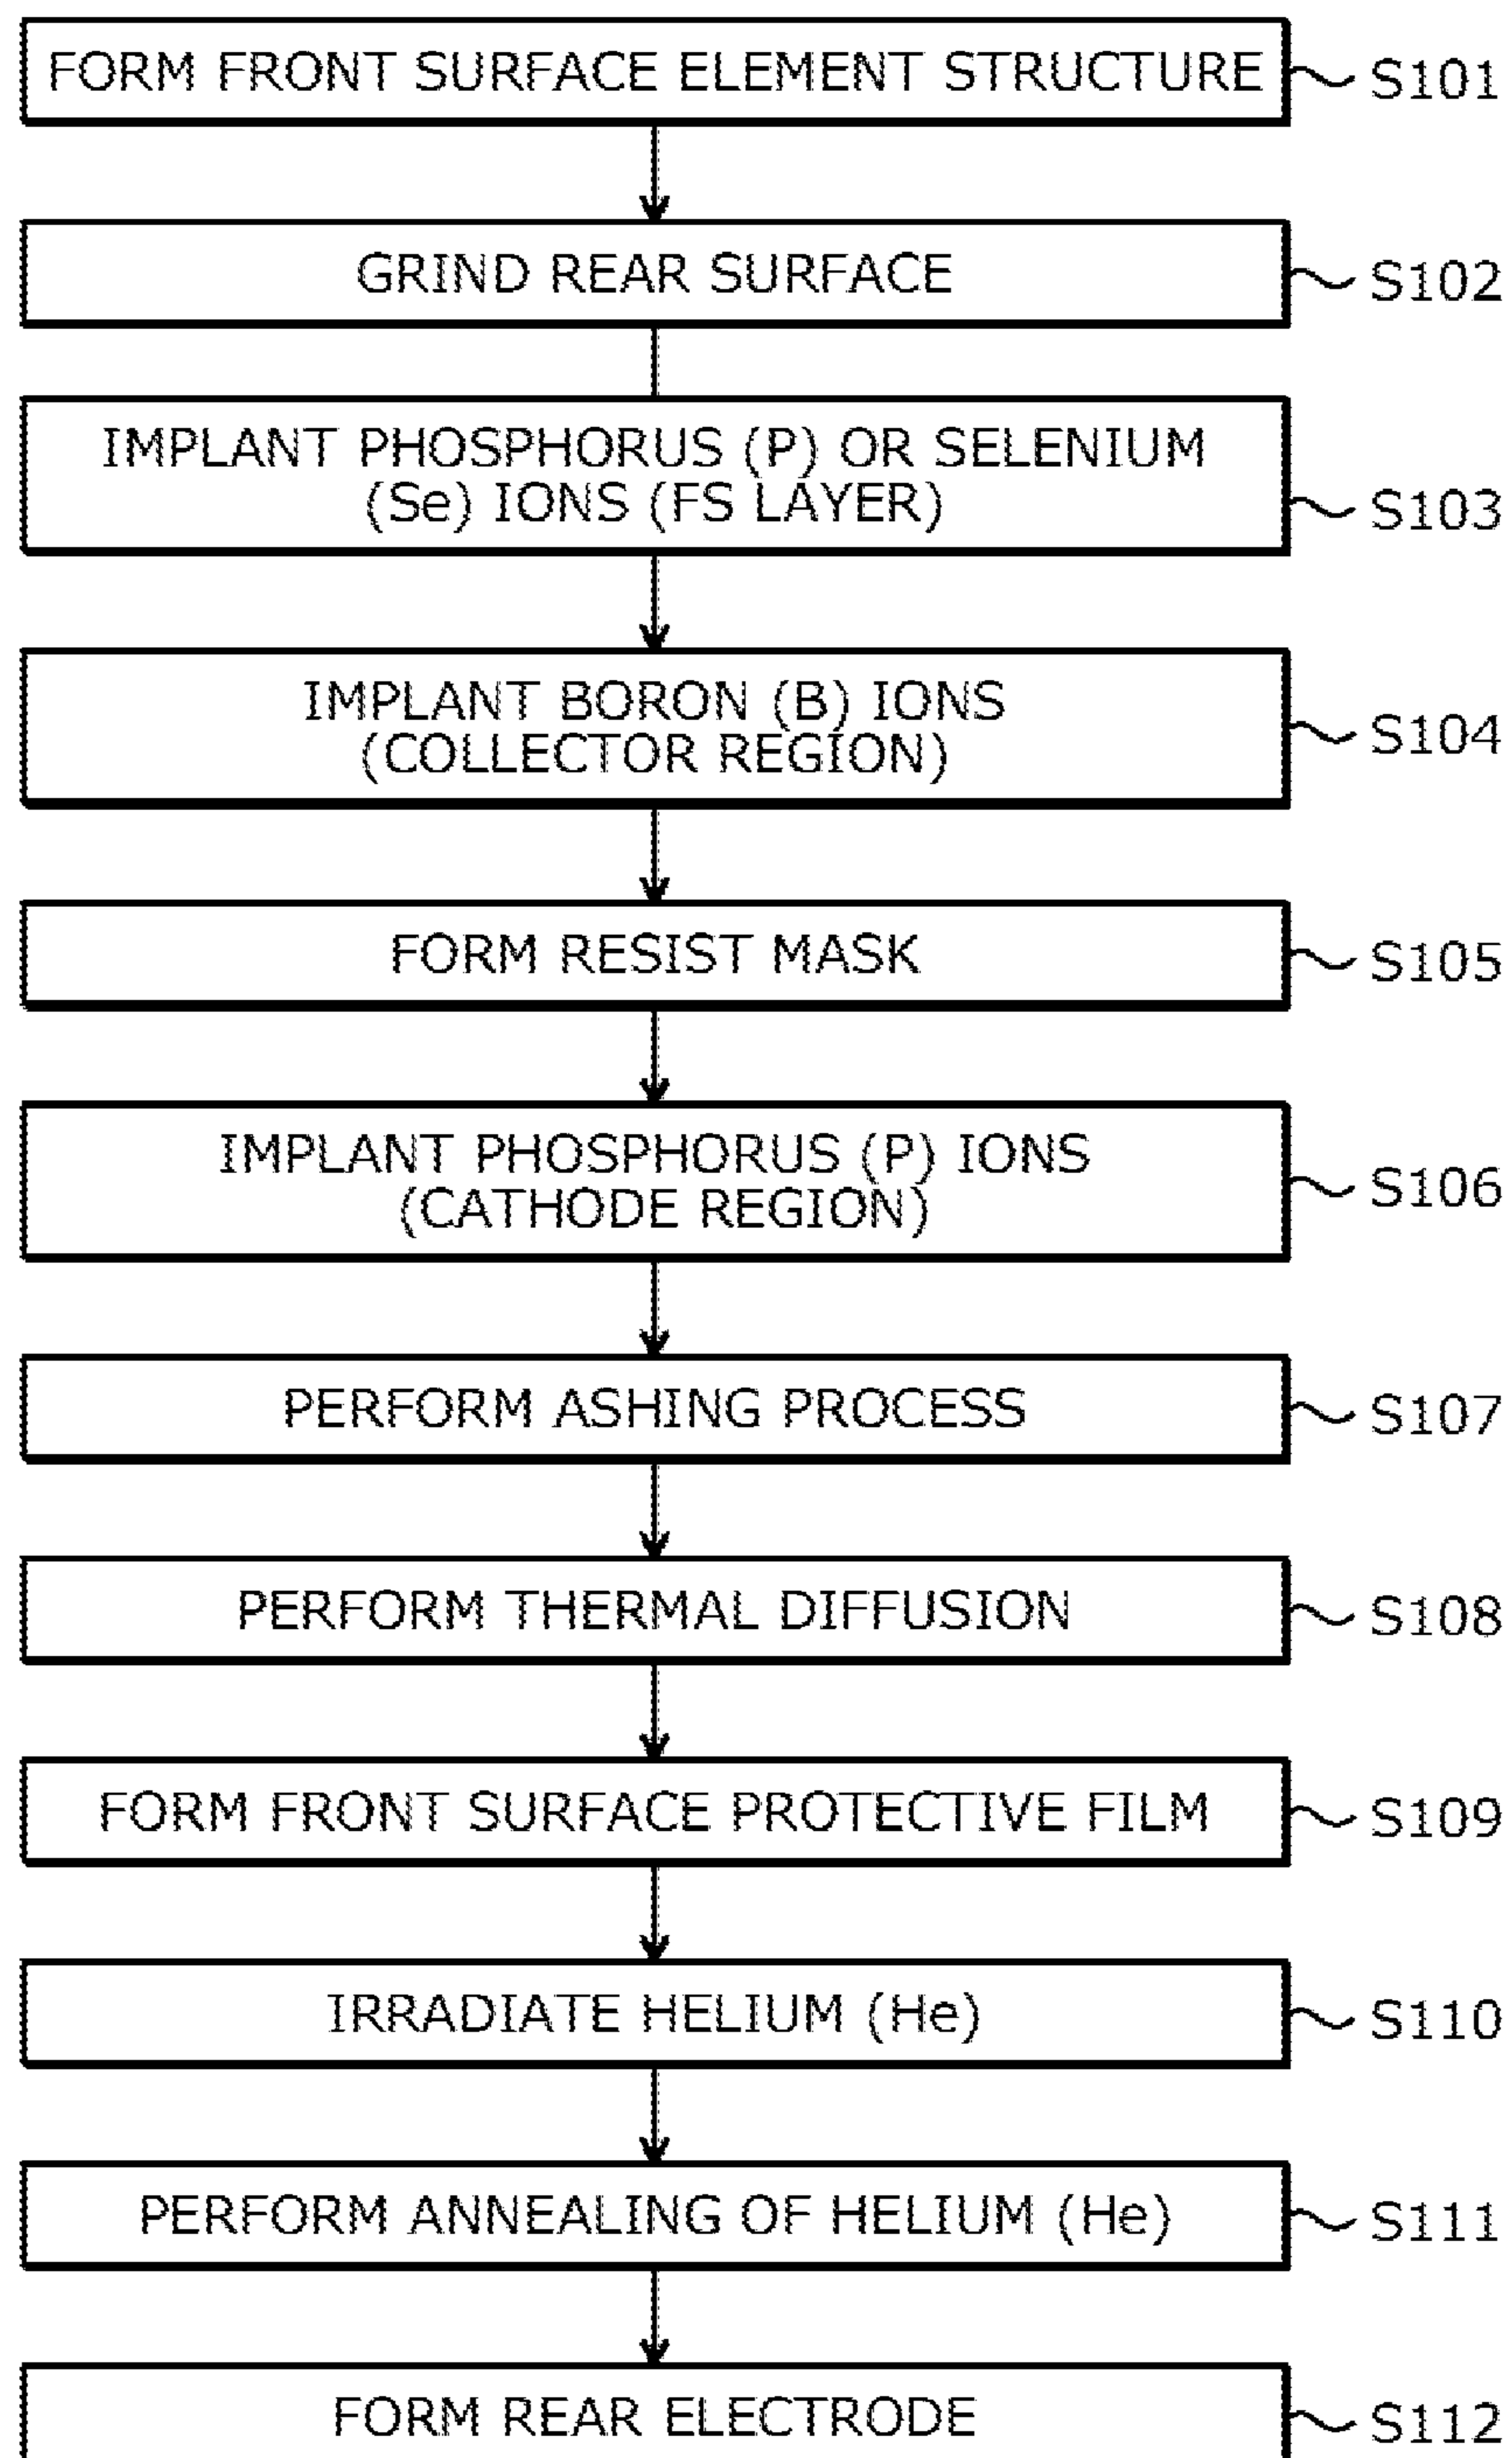 FORM FRONT SURFACE ELEMENT STRUCTURE S101
GRIND REAR SURFACE S102
IMPLANT PHOSPHORUS (P) OR SELENIUM
(Se) IONS (FS LAYER) S103
IMPLANT BORON (B) IONS
(COLLECTOR REGION) S104
FORM RESIST MASK S105
IMPLANT PHOSPHORUS (P) IONS
(CATHODE REGION) S106
PERFORM ASHING PROCESS S107
PERFORM THERMAL DIFFUSION S108
FORM FRONT SURFACE PROTECTIVE FILM S109
IRRADIATE HELIUM (He) S110
PERFORM ANNEALING OF HELIUM (He) S111
FORM REAR ELECTRODE S112